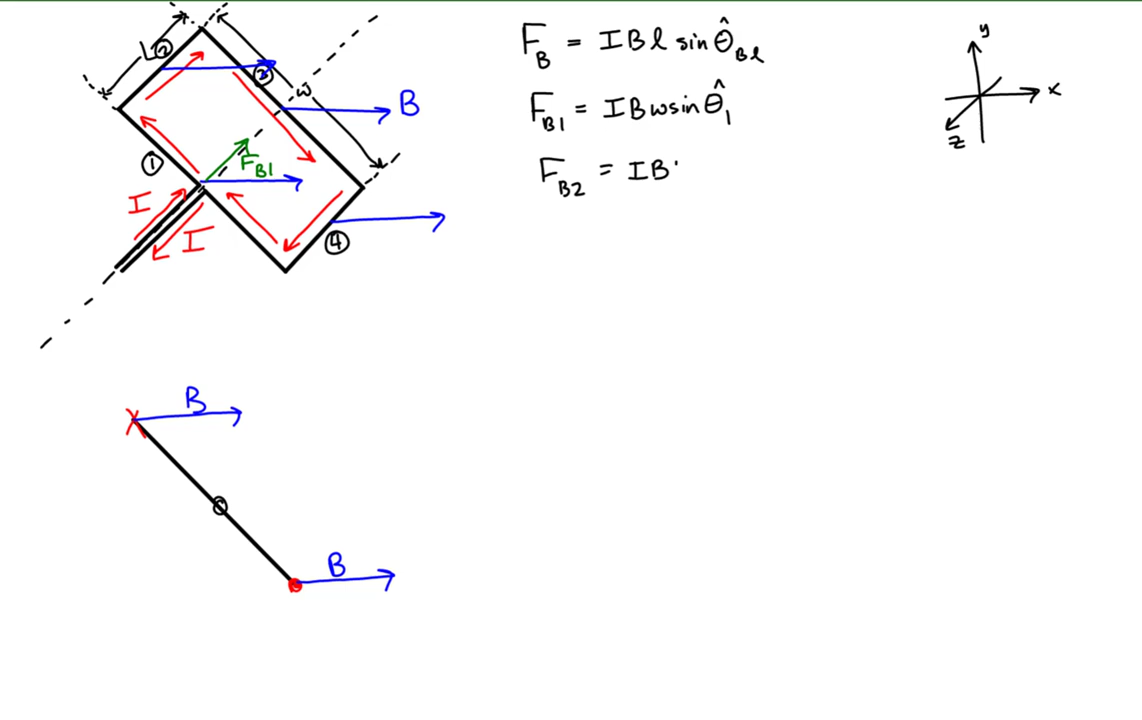 F_B = IBl sin θ̂_Bl
F_B1 = IBw sin θ̂_1
F_B2 = IB
y
x
z
L
②
③
w
B
①
F_B1
I
I
④
B
B